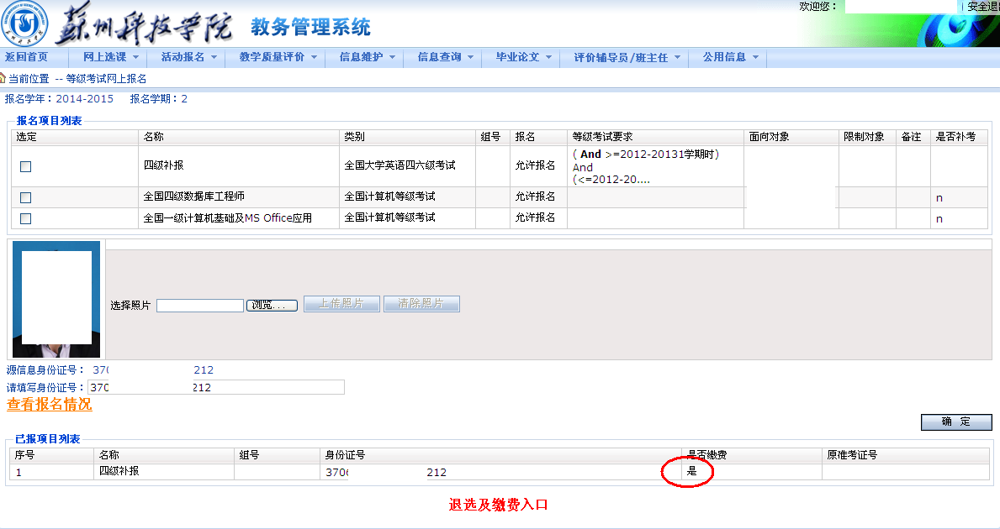 苏州科技学院 教务管理系统 欢迎您： 安全退
返回首页 网上选课 活动报名 教学质量评价 信息维护 信息查询 毕业论文 评价辅导员/班主任 公用信息
当前位置 -- 等级考试网上报名
报名学年：2014-2015 报名学期：2
报名项目列表
选定 名称 类别 组号 报名 等级考试要求 面向对象 限制对象 备注 是否补考
四级补报 全国大学英语四六级考试 允许报名 ( And >=2012-20131学期时)
And
(<=2012-20....
全国四级数据库工程师 全国计算机等级考试 允许报名 n
全国一级计算机基础及MS Office应用 全国计算机等级考试 允许报名 n
选择照片 浏览... 上传照片 清除照片
源信息身份证号： 370 212
请填写身份证号： 370 212
查看报名情况
确 定
已报项目列表
序号 名称 组号 身份证号 是否缴费 原准考证号
1 四级补报 370 212 是
退选及缴费入口